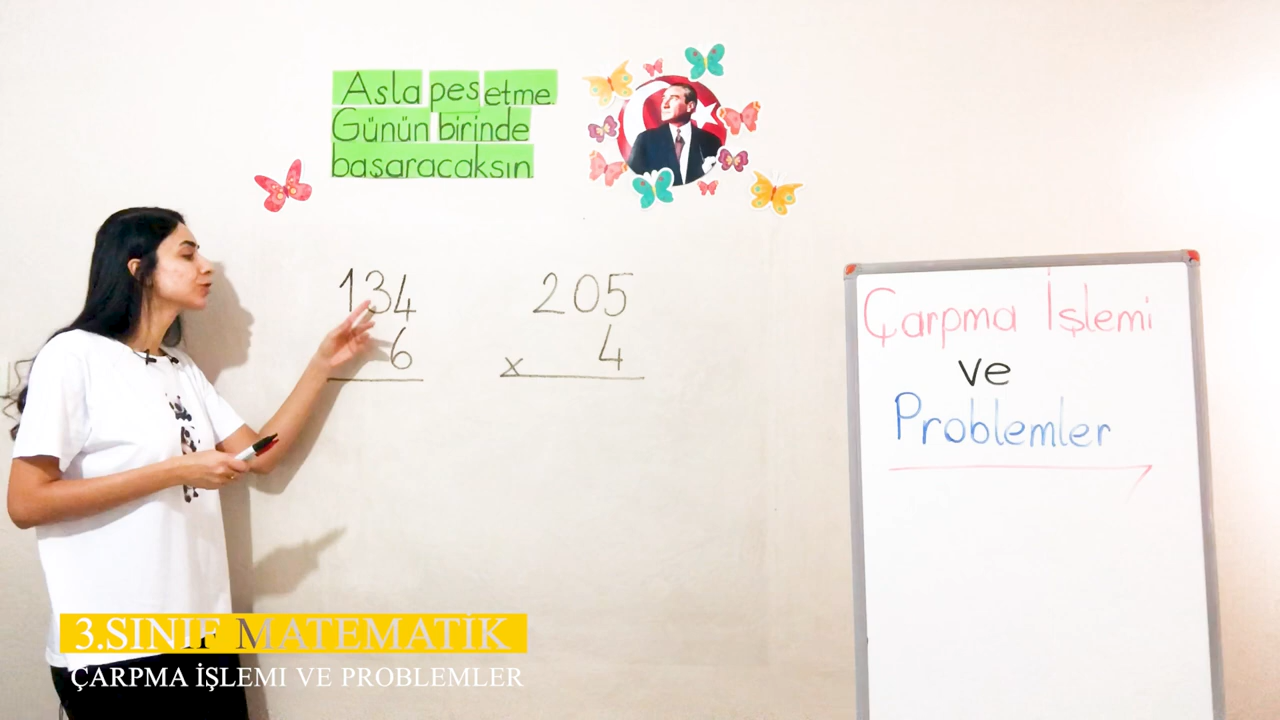 Asla pes etme.
Günün birinde
başaracaksın
134
6
205
x 4
Çarpma İşlemi
ve
Problemler
3.SINIF MATEMATİK
ÇARPMA İŞLEMİ VE PROBLEMLER